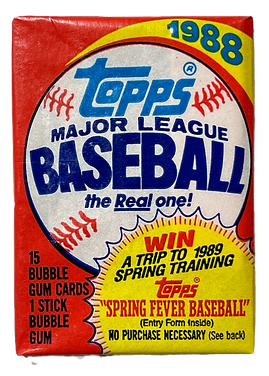 1988
Topps®
MAJOR LEAGUE
BASEBALL
the Real one!
15
BUBBLE
GUM CARDS
1 STICK
BUBBLE
GUM
WIN
A TRIP TO 1989
SPRING TRAINING
Topps
"SPRING FEVER BASEBALL"
(Entry Form Inside)
NO PURCHASE NECESSARY (See back)